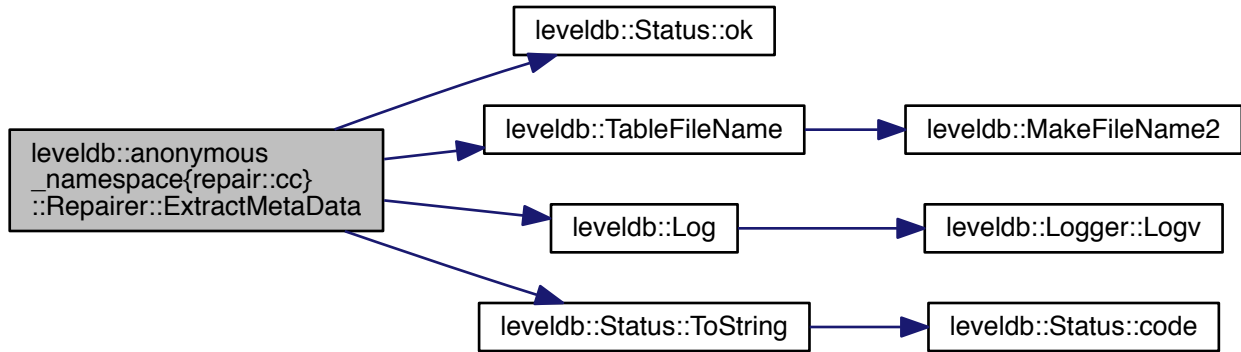 leveldb::Status::ok
leveldb::TableFileName
leveldb::MakeFileName2
leveldb::anonymous
_namespace{repair::cc}
::Repairer::ExtractMetaData
leveldb::Log
leveldb::Logger::Logv
leveldb::Status::ToString
leveldb::Status::code